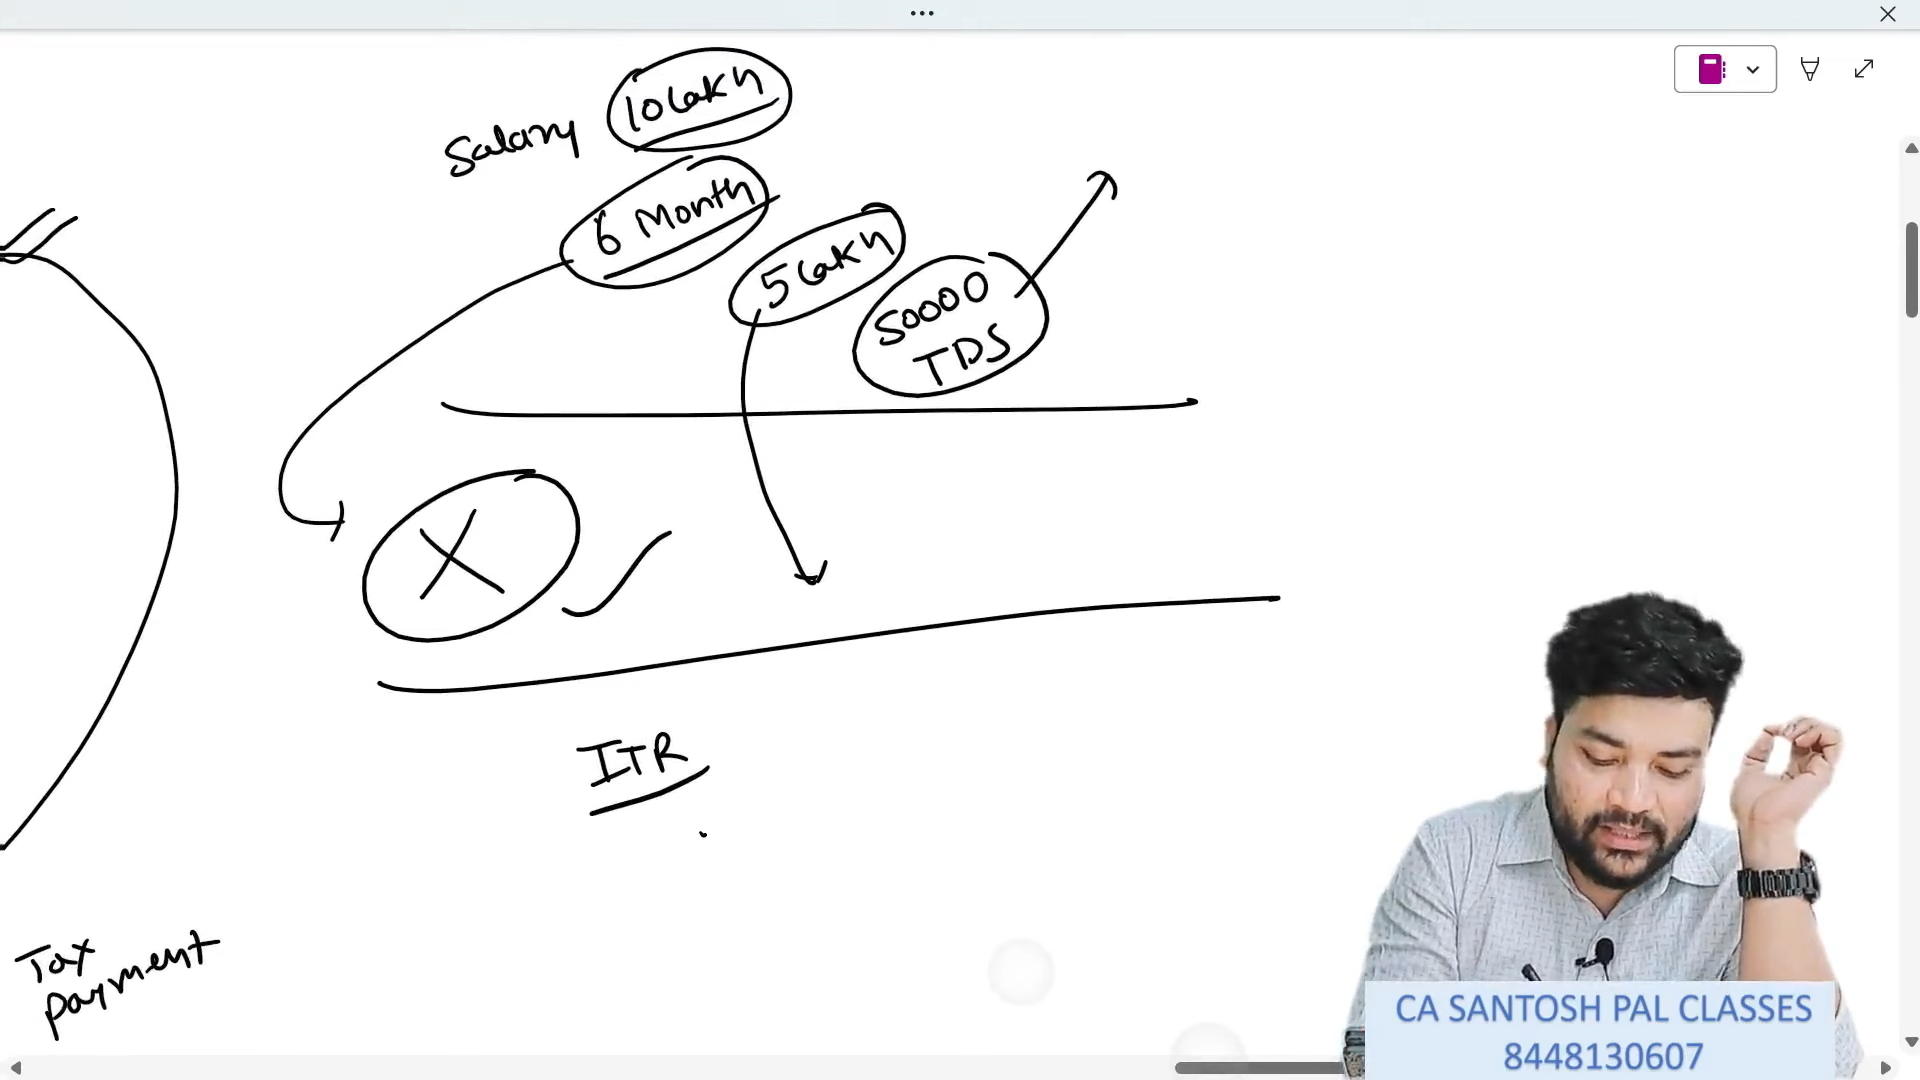 Salary 10 Lakh
6 Month
5 Lakh
50000
TDS
X
ITR
Tax
payment
CA SANTOSH PAL CLASSES
8448130607